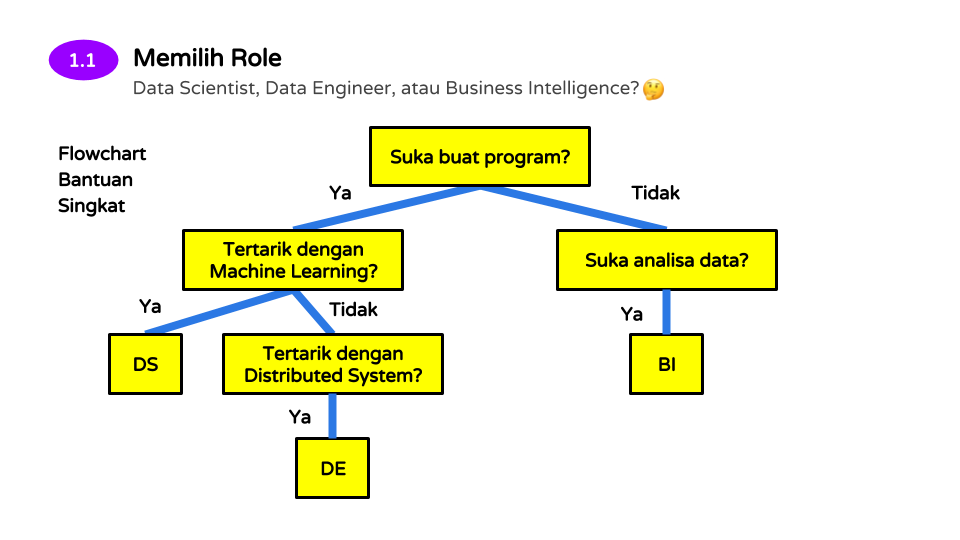 1.1
Memilih Role
Data Scientist, Data Engineer, atau Business Intelligence?🤔
Flowchart
Bantuan
Singkat
Suka buat program?
Ya
Tidak
Tertarik dengan
Machine Learning?
Suka analisa data?
Ya
Tidak
Ya
DS
Tertarik dengan
Distributed System?
BI
Ya
DE